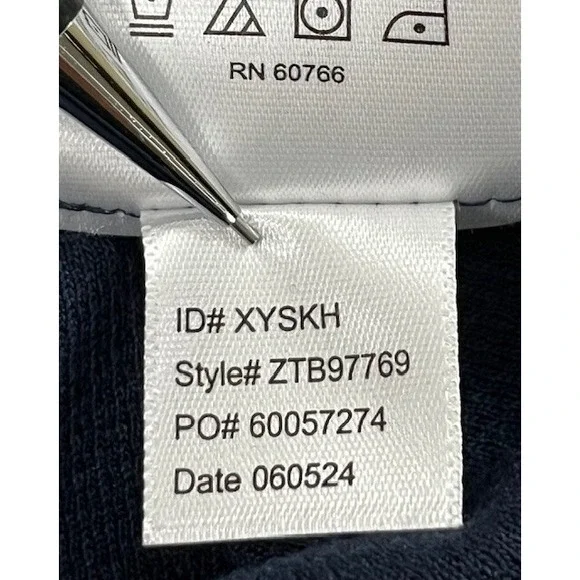 RN 60766
ID# XYSKH
Style# ZTB97769
PO# 60057274
Date 060524